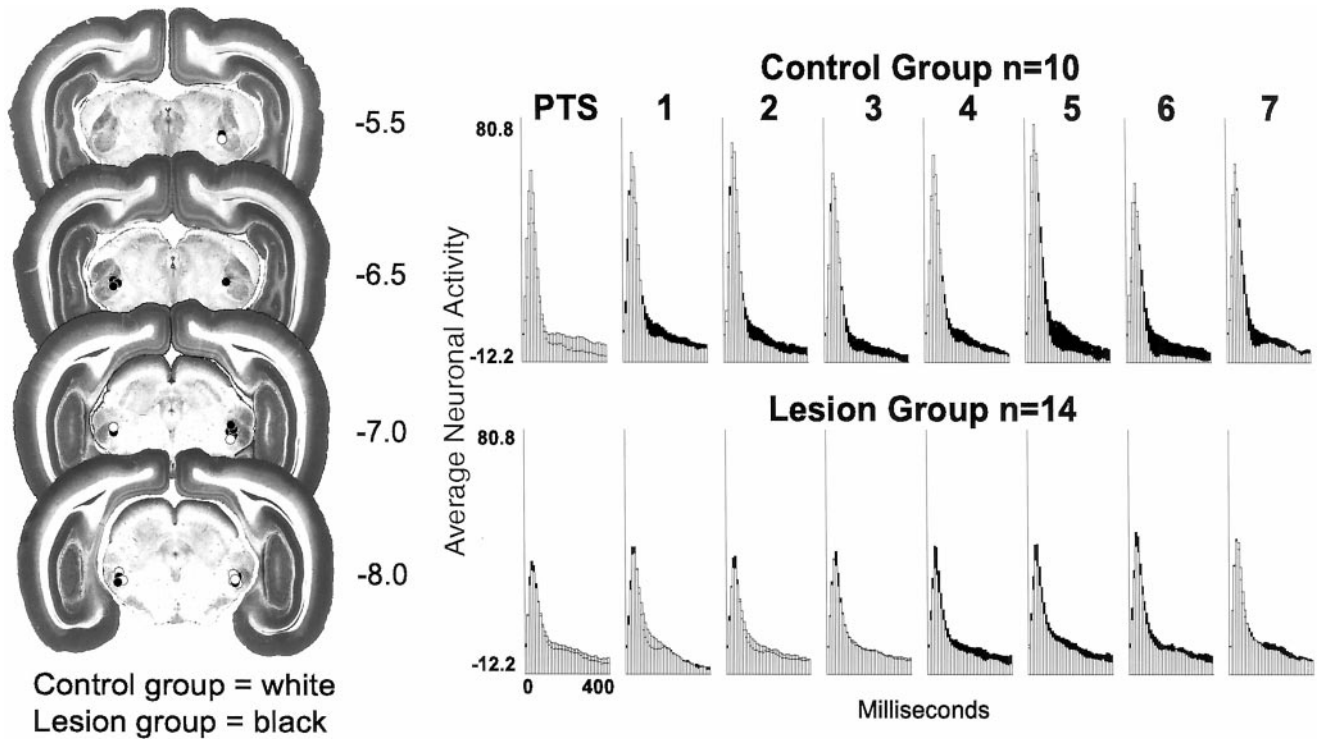 -5.5
-6.5
-7.0
-8.0
Control group = white
Lesion group = black
Control Group n=10
PTS 1 2 3 4 5 6 7
80.8
-12.2
Average Neuronal Activity
Lesion Group n=14
80.8
-12.2
0 400
Milliseconds